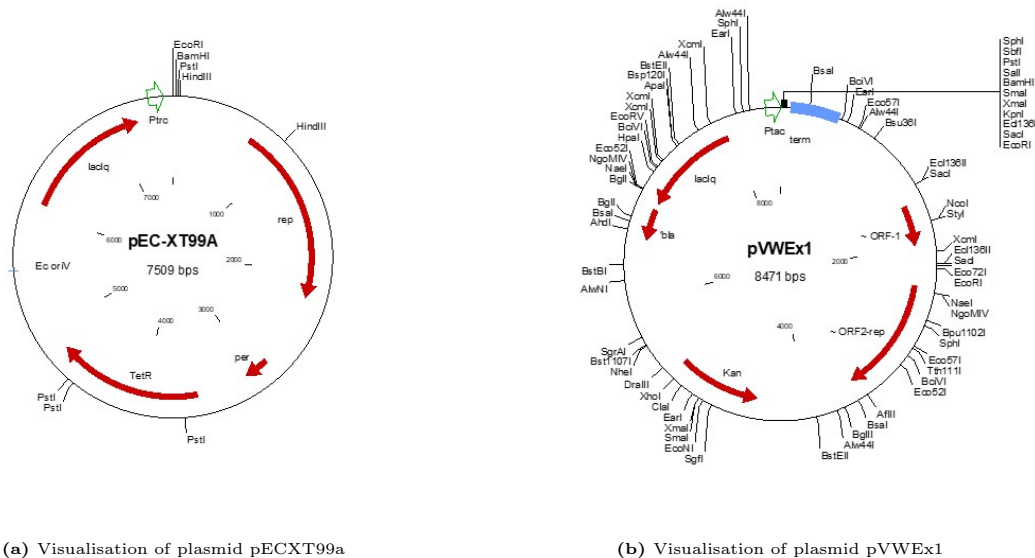 EcoRI
BamHI
PstI
HindIII
HindIII
Ptrc
lacIq
rep
7000
1000
pEC-XT99A
7509 bps
6000
2000
EcoriV
5000
3000
4000
per
TetR
PstI
PstI
PstI
(a) Visualisation of plasmid pECXT99a
Alw44I
SphI
EarI
XcmI
Alw44I
BstEII
Bsp120I
ApaI
XcmI
XcmI
EcoRV
BciVI
HpaI
Eco52I
NgoMIV
NaeI
BglI
BglI
BsaI
AhdI
BstBI
AlwNI
SgrAI
Bst1107I
NheI
DraIII
XhoI
ClaI
EarI
XmaI
SmaI
EcoNI
SgfI
BsaI
BciVI
EarI
Eco57I
Alw44I
Bsu36I
SphI
SbfI
PstI
SalI
BamHI
SmaI
XmaI
KpnI
Ecl136II
SacI
EcoRI
Ecl136II
SacI
NcoI
StyI
XcmI
Ecl136II
SacI
Eco72I
EcoRI
NaeI
NgoMIV
Bpu1102I
SphI
Eco57I
Tth111I
BciVI
Eco52I
AflII
BsaI
BglII
Alw44I
BstEII
Ptac
term
lacIq
'bla
8000
~ ORF-1
pVWEx1
8471 bps
2000
6000
4000
~ ORF2-rep
Kan
(b) Visualisation of plasmid pVWEx1